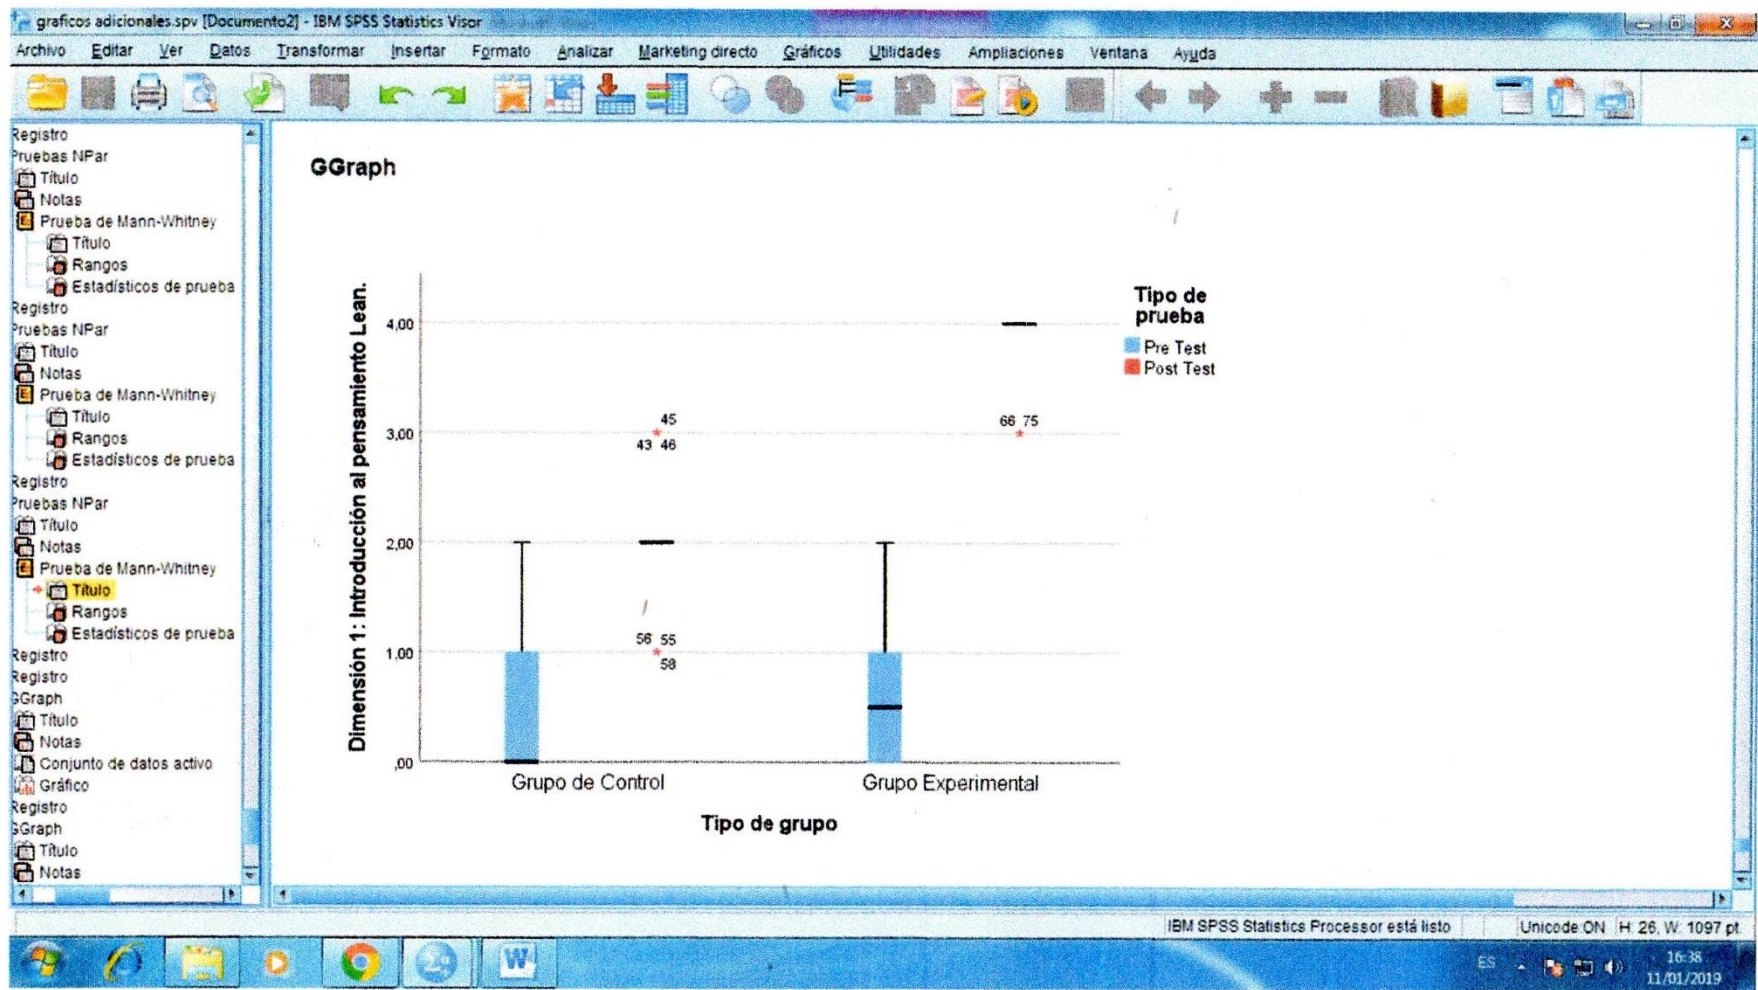 graficos adicionales.spv [Documento2] - IBM SPSS Statistics Visor
Archivo Editar Ver Datos Transformar Insertar Formato Analizar Marketing directo Gráficos Utilidades Ampliaciones Ventana Ayuda
Registro
Pruebas NPar
Título
Notas
Prueba de Mann-Whitney
Título
Rangos
Estadísticos de prueba
Registro
Pruebas NPar
Título
Notas
Prueba de Mann-Whitney
Título
Rangos
Estadísticos de prueba
Registro
Pruebas NPar
Título
Notas
Prueba de Mann-Whitney
Título
Rangos
Estadísticos de prueba
Registro
Registro
GGraph
Título
Notas
Conjunto de datos activo
Gráfico
Registro
GGraph
Título
Notas
GGraph
Dimensión 1: Introducción al pensamiento Lean.
4,00
3,00
2,00
1,00
,00
45
43 46
66 75
56 55
58
Grupo de Control
Grupo Experimental
Tipo de grupo
Tipo de
prueba
Pre Test
Post Test
IBM SPSS Statistics Processor está listo
Unicode:ON H: 26, W: 1097 pt.
W
ES
16:38
11/01/2019